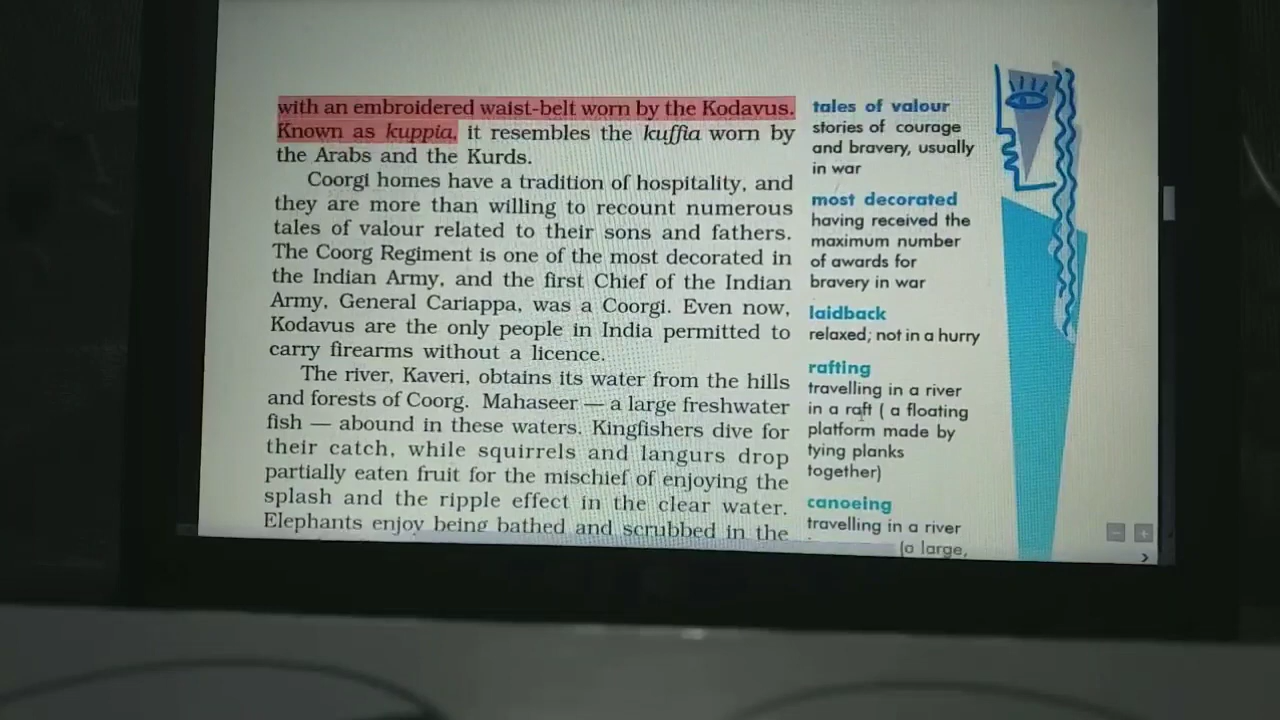 with an embroidered waist-belt worn by the Kodavus.
Known as kuppia, it resembles the kuffia worn by
the Arabs and the Kurds.
Coorgi homes have a tradition of hospitality, and
they are more than willing to recount numerous
tales of valour related to their sons and fathers.
The Coorg Regiment is one of the most decorated in
the Indian Army, and the first Chief of the Indian
Army, General Cariappa, was a Coorgi. Even now,
Kodavus are the only people in India permitted to
carry firearms without a licence.
The river, Kaveri, obtains its water from the hills
and forests of Coorg. Mahaseer — a large freshwater
fish — abound in these waters. Kingfishers dive for
their catch, while squirrels and langurs drop
partially eaten fruit for the mischief of enjoying the
splash and the ripple effect in the clear water.
Elephants enjoy being bathed and scrubbed in the
tales of valour
stories of courage
and bravery, usually
in war
most decorated
having received the
maximum number
of awards for
bravery in war
laidback
relaxed; not in a hurry
rafting
travelling in a river
in a raft ( a floating
platform made by
tying planks
together)
canoeing
travelling in a river
(a large,